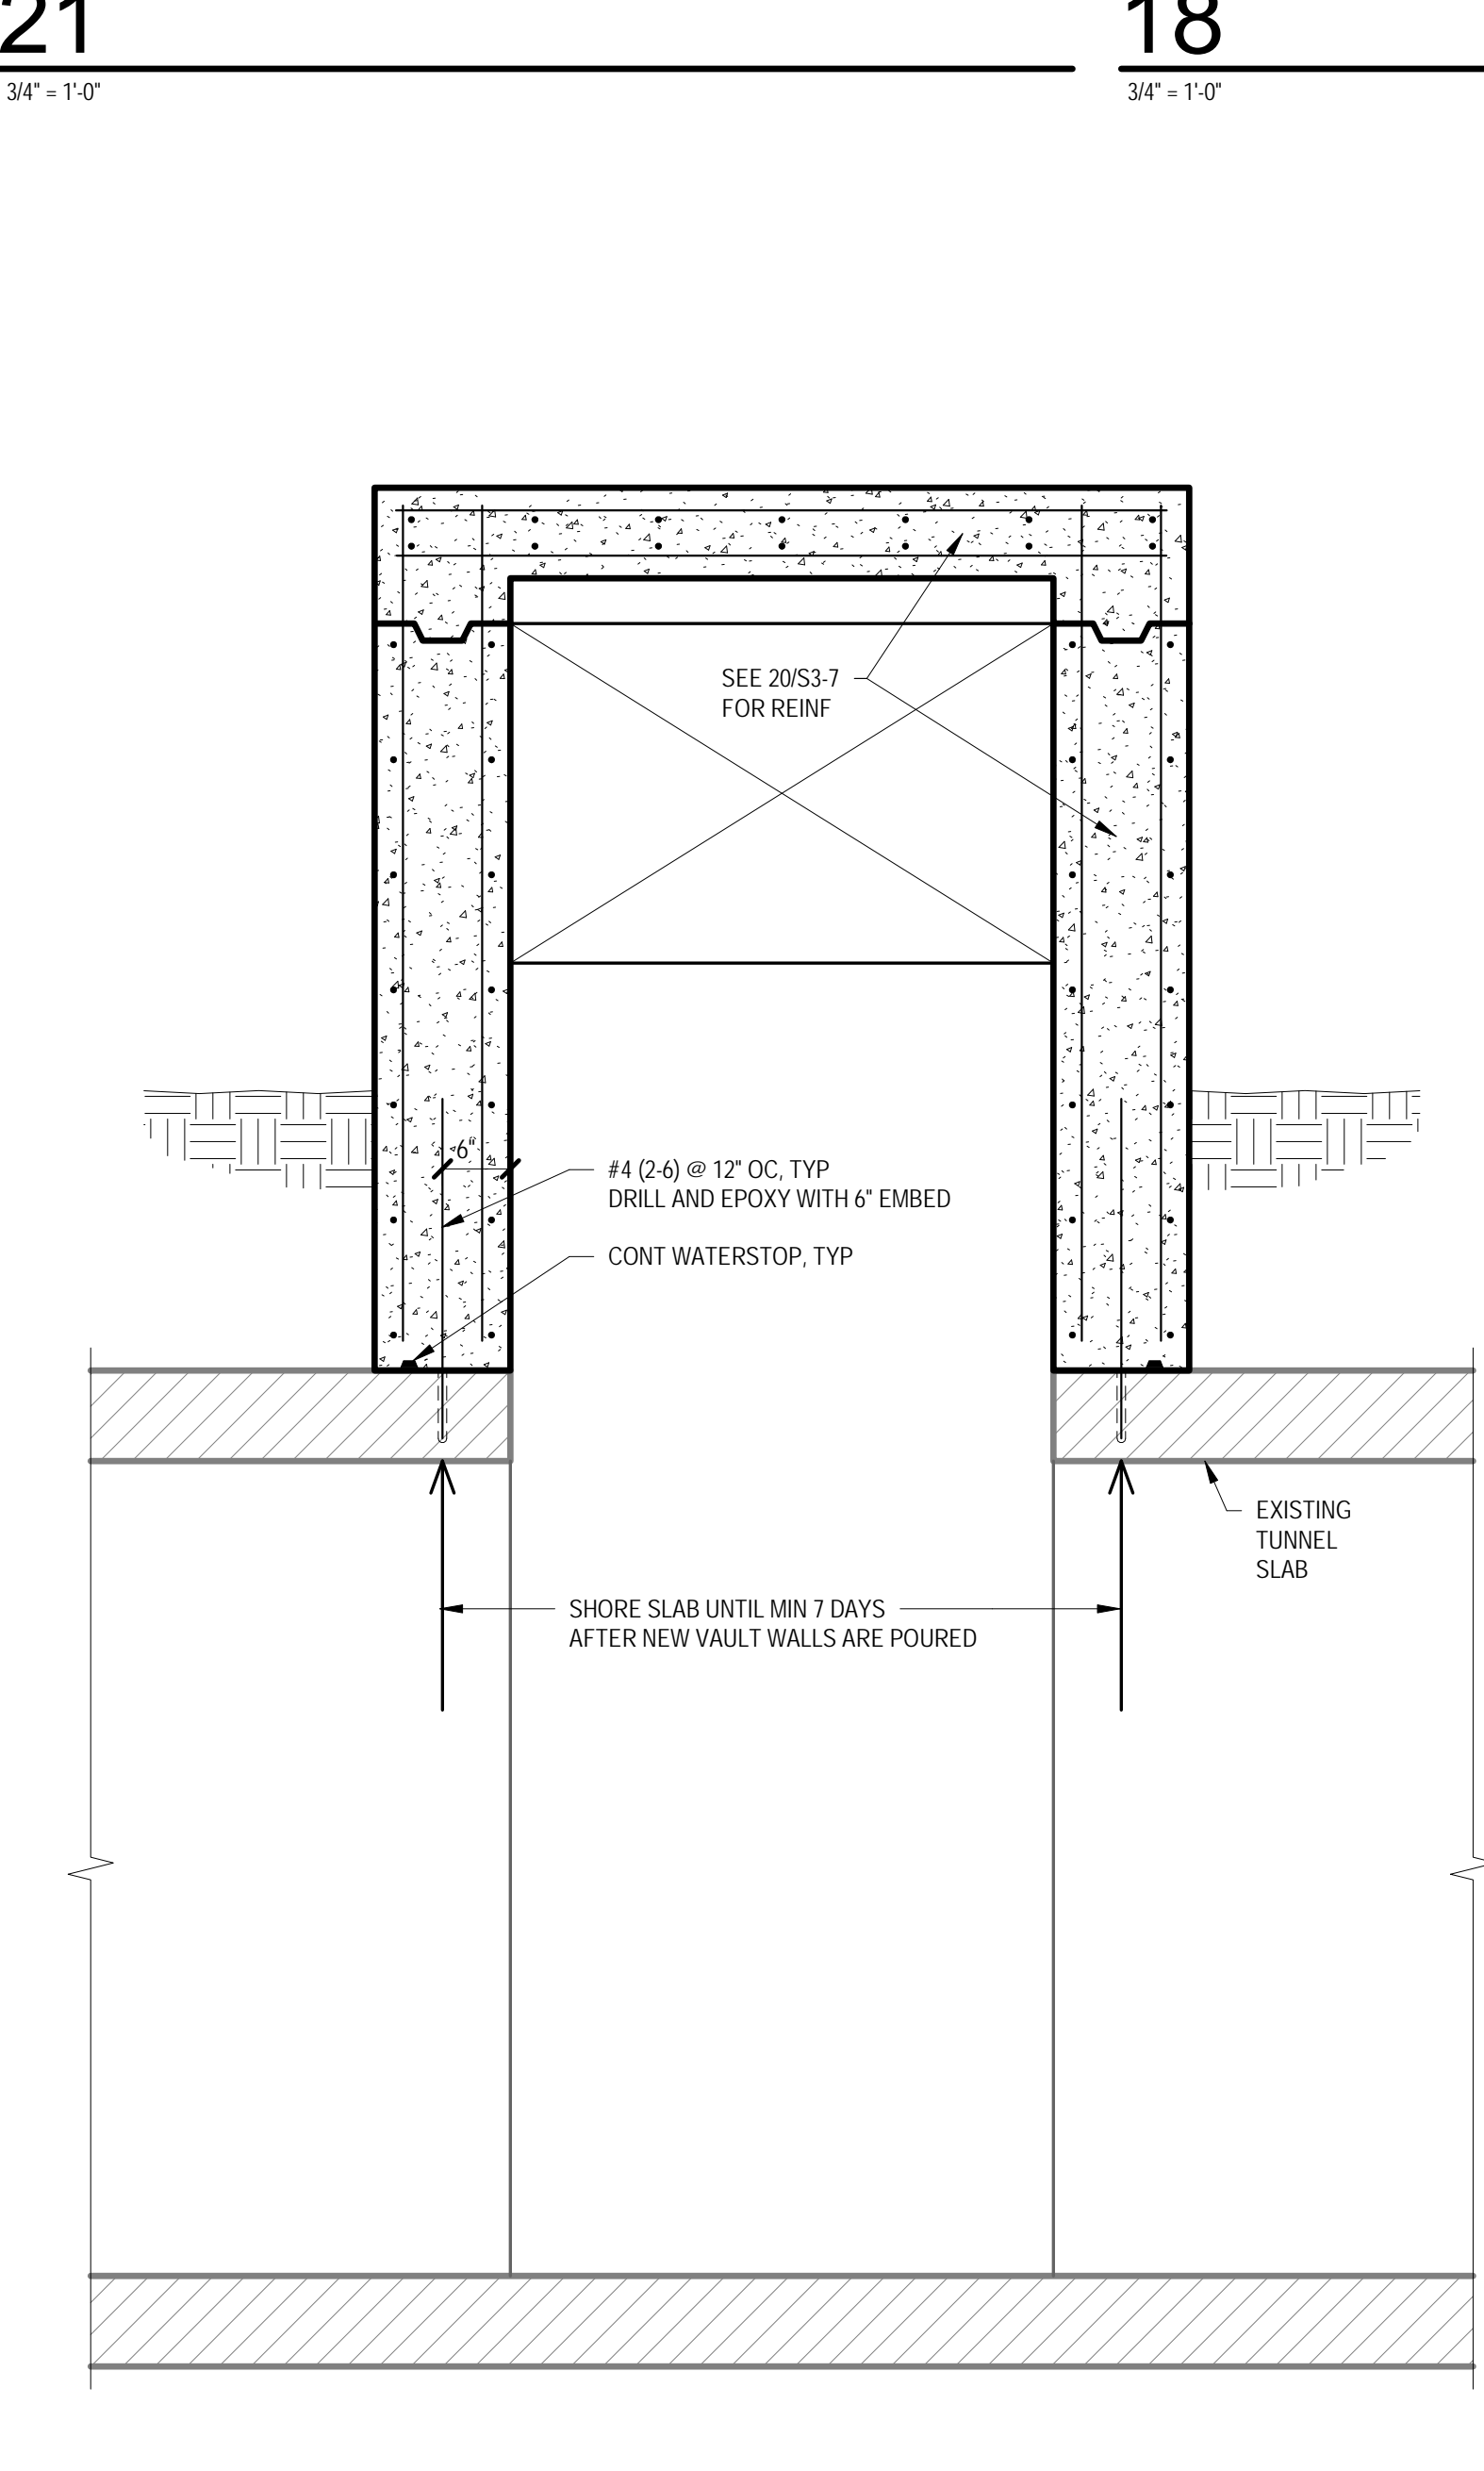 21
18
3/4" = 1'-0"
3/4" = 1'-0"
SEE 20/S3-7
FOR REINF
6"
#4 (2-6) @ 12" OC, TYP
DRILL AND EPOXY WITH 6" EMBED
CONT WATERSTOP, TYP
EXISTING
TUNNEL
SLAB
SHORE SLAB UNTIL MIN 7 DAYS
AFTER NEW VAULT WALLS ARE POURED